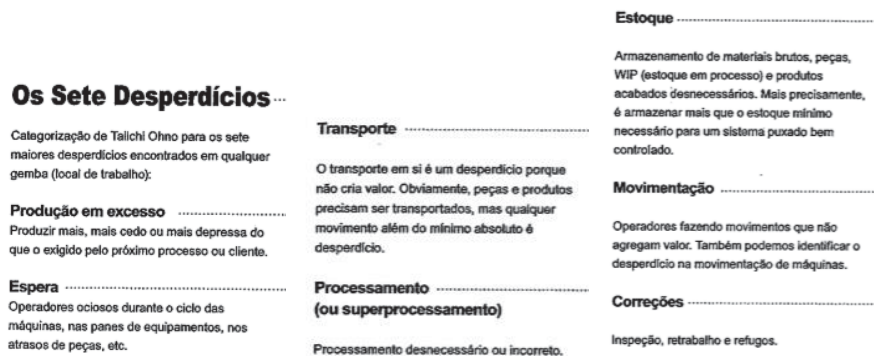 Os Sete Desperdícios
Categorização de Taiichi Ohno para os sete
maiores desperdícios encontrados em qualquer
gemba (local de trabalho):
Produção em excesso
Produzir mais, mais cedo ou mais depressa do
que o exigido pelo próximo processo ou cliente.
Espera
Operadores ociosos durante o ciclo das
máquinas, nas panes de equipamentos, nos
atrasos de peças, etc.
Transporte
O transporte em si é um desperdício porque
não cria valor. Obviamente, peças e produtos
precisam ser transportados, mas qualquer
movimento além do mínimo absoluto é
desperdício.
Processamento
(ou superprocessamento)
Processamento desnecessário ou incorreto.
Estoque
Armazenamento de materiais brutos, peças,
WIP (estoque em processo) e produtos
acabados desnecessários. Mais precisamente,
é armazenar mais que o estoque mínimo
necessário para um sistema puxado bem
controlado.
Movimentação
Operadores fazendo movimentos que não
agregam valor. Também podemos identificar o
desperdício na movimentação de máquinas.
Correções
Inspeção, retrabalho e refugos.